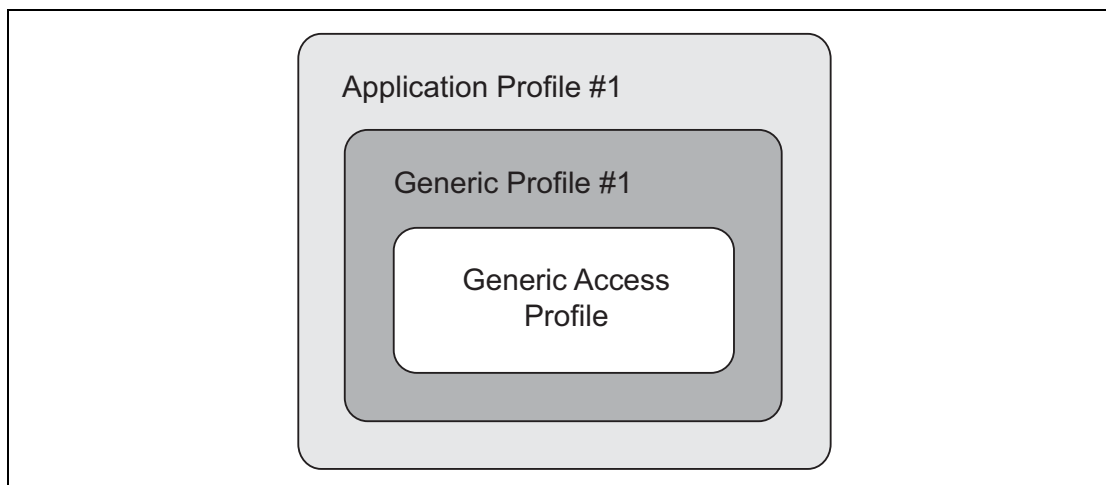 Application Profile #1
Generic Profile #1
Generic Access
Profile